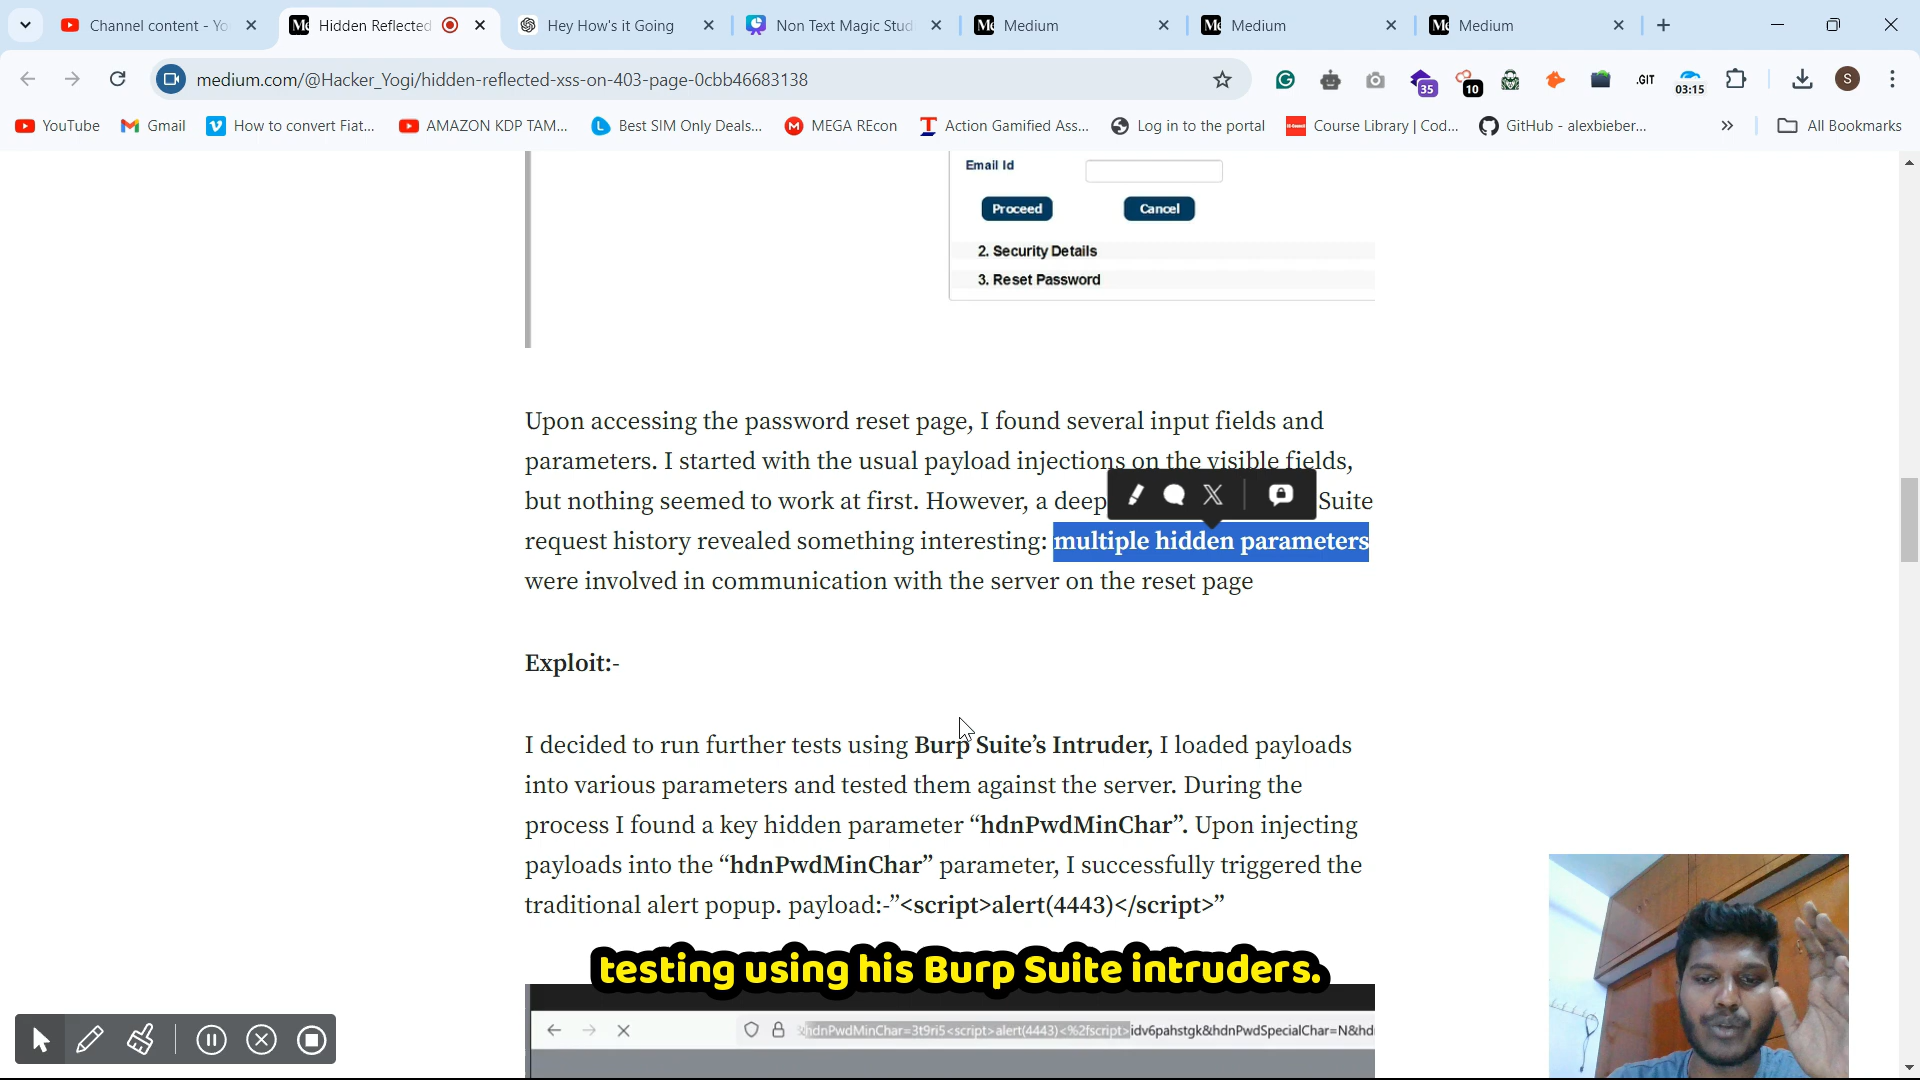 Channel content - Yo
Hidden Reflected
Hey How's it Going
Non Text Magic Stud
Medium
Medium
Medium
medium.com/@Hacker_Yogi/hidden-reflected-xss-on-403-page-0cbb46683138
35
10
.GIT
03:15
S
YouTube
Gmail
How to convert Fiat...
AMAZON KDP TAM...
Best SIM Only Deals...
MEGA REcon
Action Gamified Ass...
Log in to the portal
Course Library | Cod...
GitHub - alexbieber...
All Bookmarks
Email Id
Proceed
Cancel
2. Security Details
3. Reset Password
Upon accessing the password reset page, I found several input fields and
parameters. I started with the usual payload injections on the visible fields,
but nothing seemed to work at first. However, a deep Suite
request history revealed something interesting: multiple hidden parameters
were involved in communication with the server on the reset page
Exploit:-
I decided to run further tests using Burp Suite’s Intruder, I loaded payloads
into various parameters and tested them against the server. During the
process I found a key hidden parameter “hdnPwdMinChar”. Upon injecting
payloads into the “hdnPwdMinChar” parameter, I successfully triggered the
traditional alert popup. payload:-”<script>alert(4443)</script>”
testing using his Burp Suite intruders.
hdnPwdMinChar=3t9ri5<script>alert(4443)<%2fscript>idv6pahstgk&hdnPwdSpecialChar=N&hdi